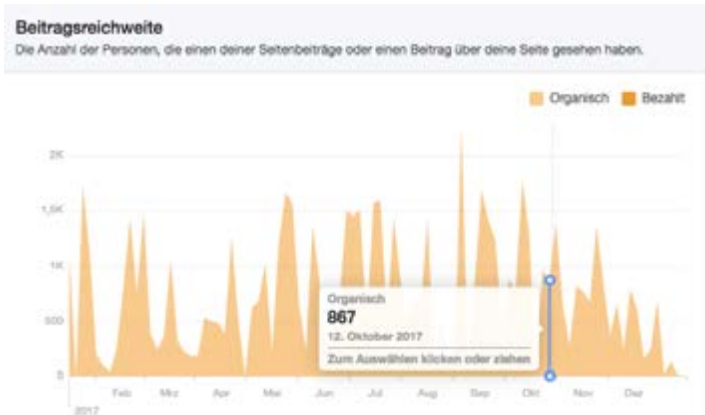 Beitragsreichweite
Die Anzahl der Personen, die einen deiner Seitenbeiträge oder einen Beitrag über deine Seite gesehen haben.
Organisch Bezahlt
2K
1,5K
1K
500
0
Organisch
867
12. Oktober 2017
Zum Auswählen klicken oder ziehen
Feb Mrz Apr Mai Jun Jul Aug Sep Okt Nov Dez
2017